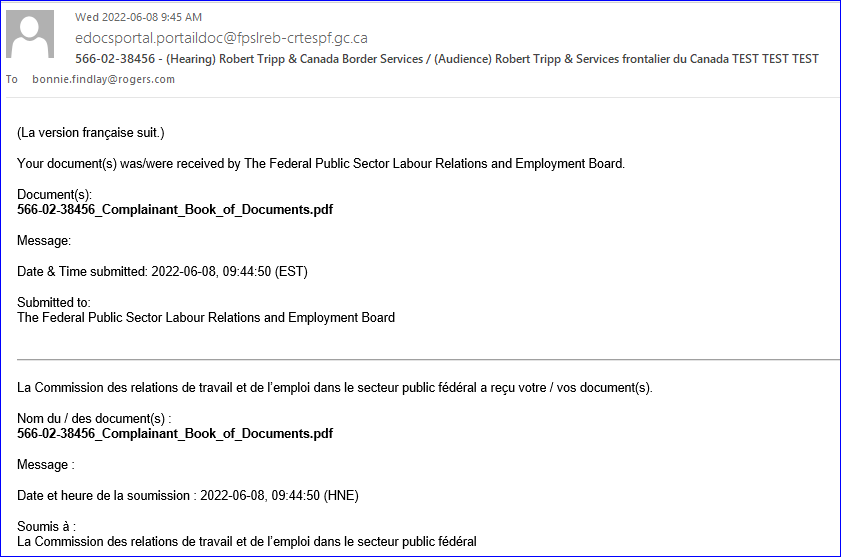 Wed 2022-06-08 9:45 AM
edocsportal.portaildoc@fpslreb-crtespf.gc.ca
566-02-38456 - (Hearing) Robert Tripp & Canada Border Services / (Audience) Robert Tripp & Services frontalier du Canada TEST TEST TEST
To bonnie.findlay@rogers.com
(La version française suit.)
Your document(s) was/were received by The Federal Public Sector Labour Relations and Employment Board.
Document(s):
566-02-38456_Complainant_Book_of_Documents.pdf
Message:
Date & Time submitted: 2022-06-08, 09:44:50 (EST)
Submitted to:
The Federal Public Sector Labour Relations and Employment Board
La Commission des relations de travail et de l'emploi dans le secteur public fédéral a reçu votre / vos document(s).
Nom du / des document(s) :
566-02-38456_Complainant_Book_of_Documents.pdf
Message :
Date et heure de la soumission : 2022-06-08, 09:44:50 (HNE)
Soumis à :
La Commission des relations de travail et de l'emploi dans le secteur public fédéral